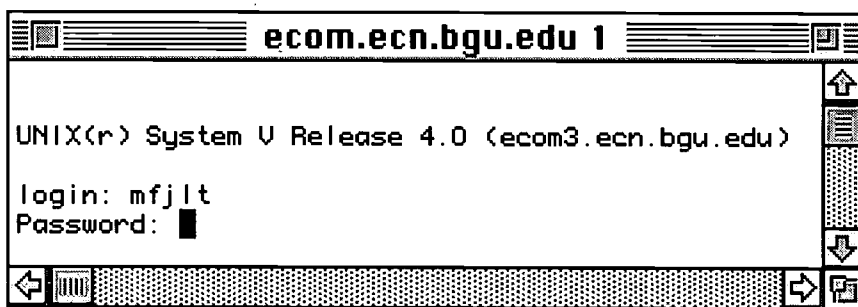 ecom.ecn.bgu.edu 1
UNIX(r) System V Release 4.0 (ecom3.ecn.bgu.edu)
login: mfjlt
Password: